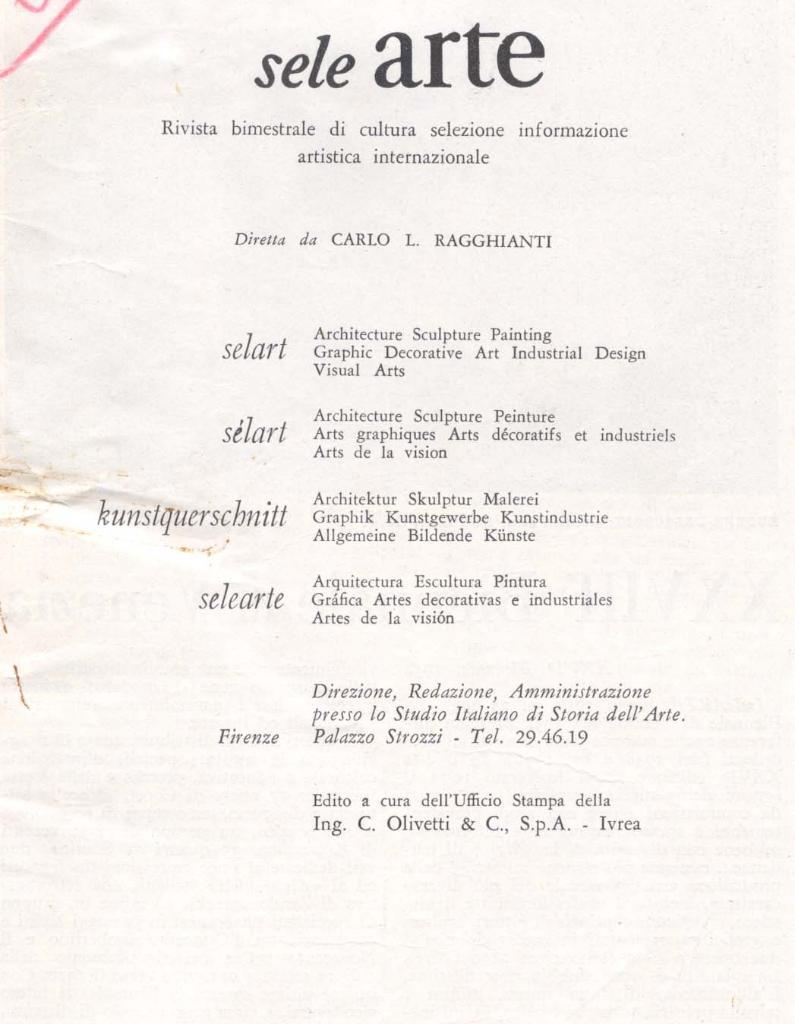 sele arte
Rivista bimestrale di cultura selezione informazione
artistica internazionale
Diretta da CARLO L. RAGGHIANTI
selart
Architecture Sculpture Painting
Graphic Decorative Art Industrial Design
Visual Arts
sélart
Architecture Sculpture Peinture
Arts graphiques Arts décoratifs et industriels
Arts de la vision
kunstquerschnitt
Architektur Skulptur Malerei
Graphik Kunstgewerbe Kunstindustrie
Allgemeine Bildende Künste
selearte
Arquitectura Escultura Pintura
Gráfica Artes decorativas e industriales
Artes de la visión
Direzione, Redazione, Amministrazione
presso lo Studio Italiano di Storia dell'Arte.
Firenze Palazzo Strozzi - Tel. 29.46.19
Edito a cura dell'Ufficio Stampa della
Ing. C. Olivetti & C., S.p.A. - Ivrea